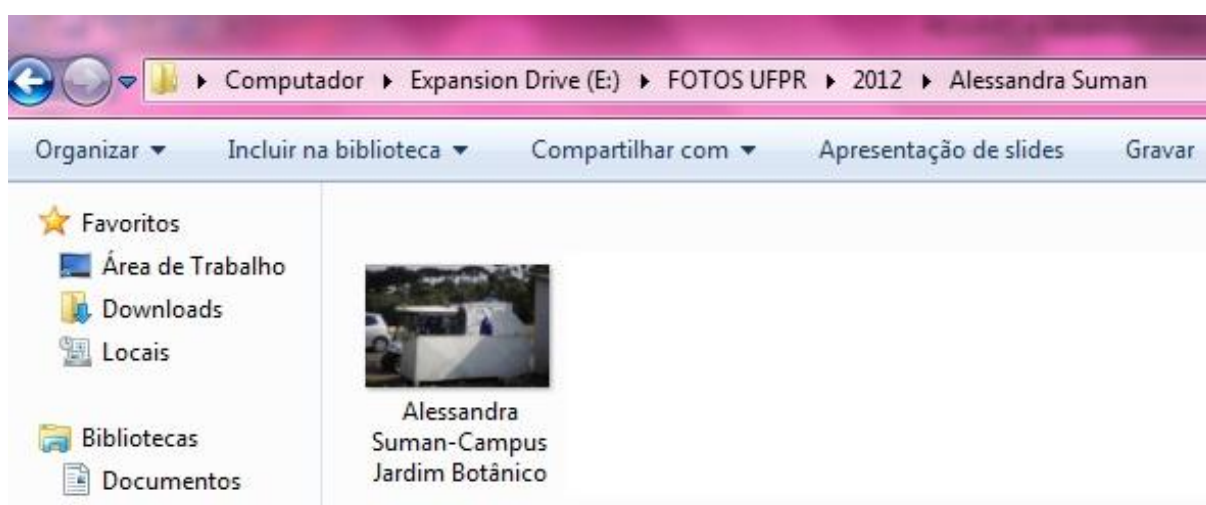 Computador Expansion Drive (E:) FOTOS UFPR 2012 Alessandra Suman
Organizar Incluir na biblioteca Compartilhar com Apresentação de slides Gravar
Favoritos
Área de Trabalho
Downloads
Locais
Bibliotecas
Documentos
Alessandra
Suman-Campus
Jardim Botânico